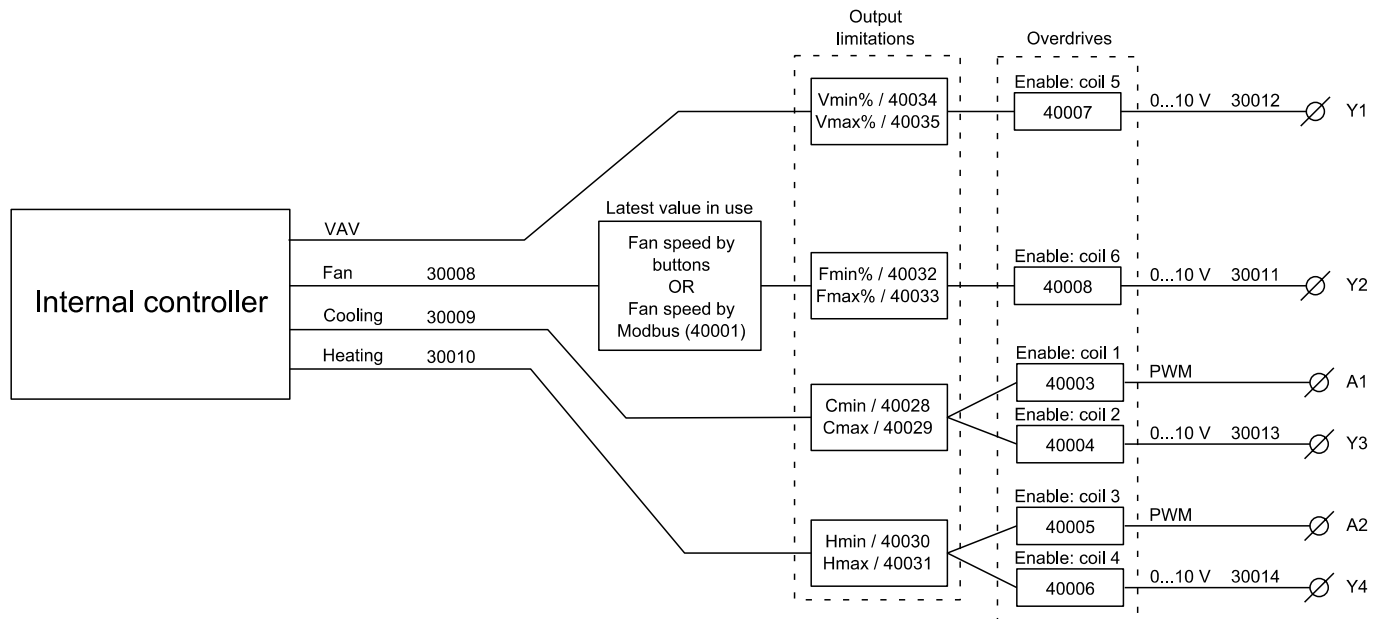 Output
limitations
Overdrives
Enable: coil 5
Vmin% / 40034
Vmax% / 40035
40007
0...10 V 30012
Y1
Latest value in use
VAV
Fan speed by
buttons
OR
Fan speed by
Modbus (40001)
Enable: coil 6
Fmin% / 40032
Fmax% / 40033
40008
0...10 V 30011
Y2
Internal controller
Fan 30008
Cooling 30009
Heating 30010
Enable: coil 1
40003
PWM
A1
Cmin / 40028
Cmax / 40029
Enable: coil 2
40004
0...10 V 30013
Y3
Enable: coil 3
40005
PWM
A2
Hmin / 40030
Hmax / 40031
Enable: coil 4
40006
0...10 V 30014
Y4